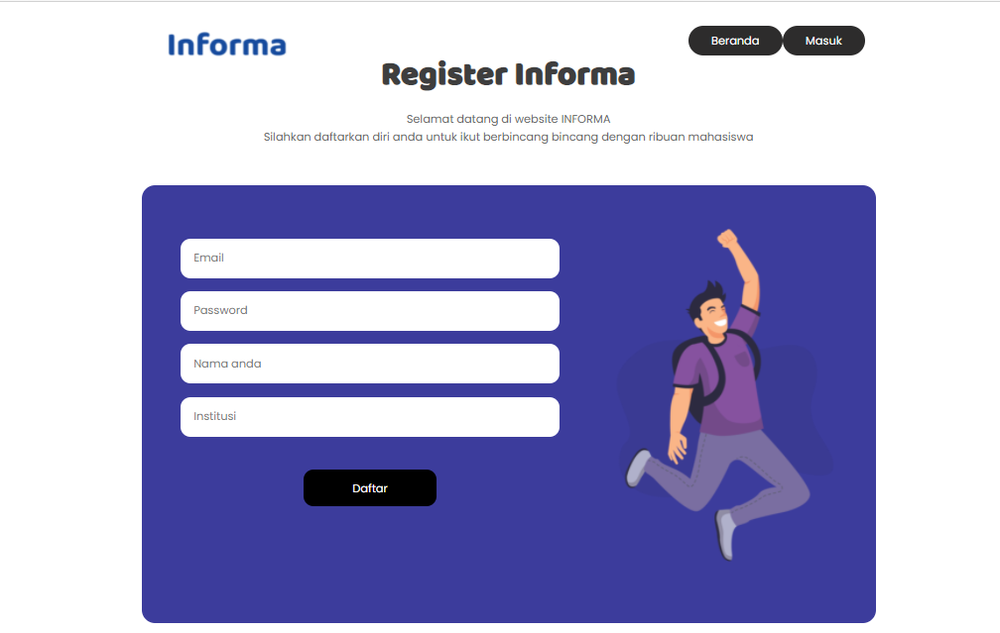 Informa
Beranda
Masuk
Register Informa
Selamat datang di website INFORMA
Silahkan daftarkan diri anda untuk ikut berbincang bincang dengan ribuan mahasiswa
Email
Password
Nama anda
Institusi
Daftar